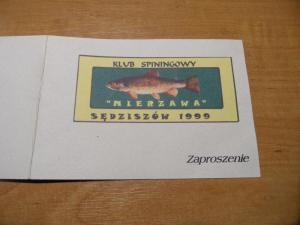 KLUB SPININGOWY
"MIERZAWA"
SĘDZISZÓW 1999
Zaproszenie